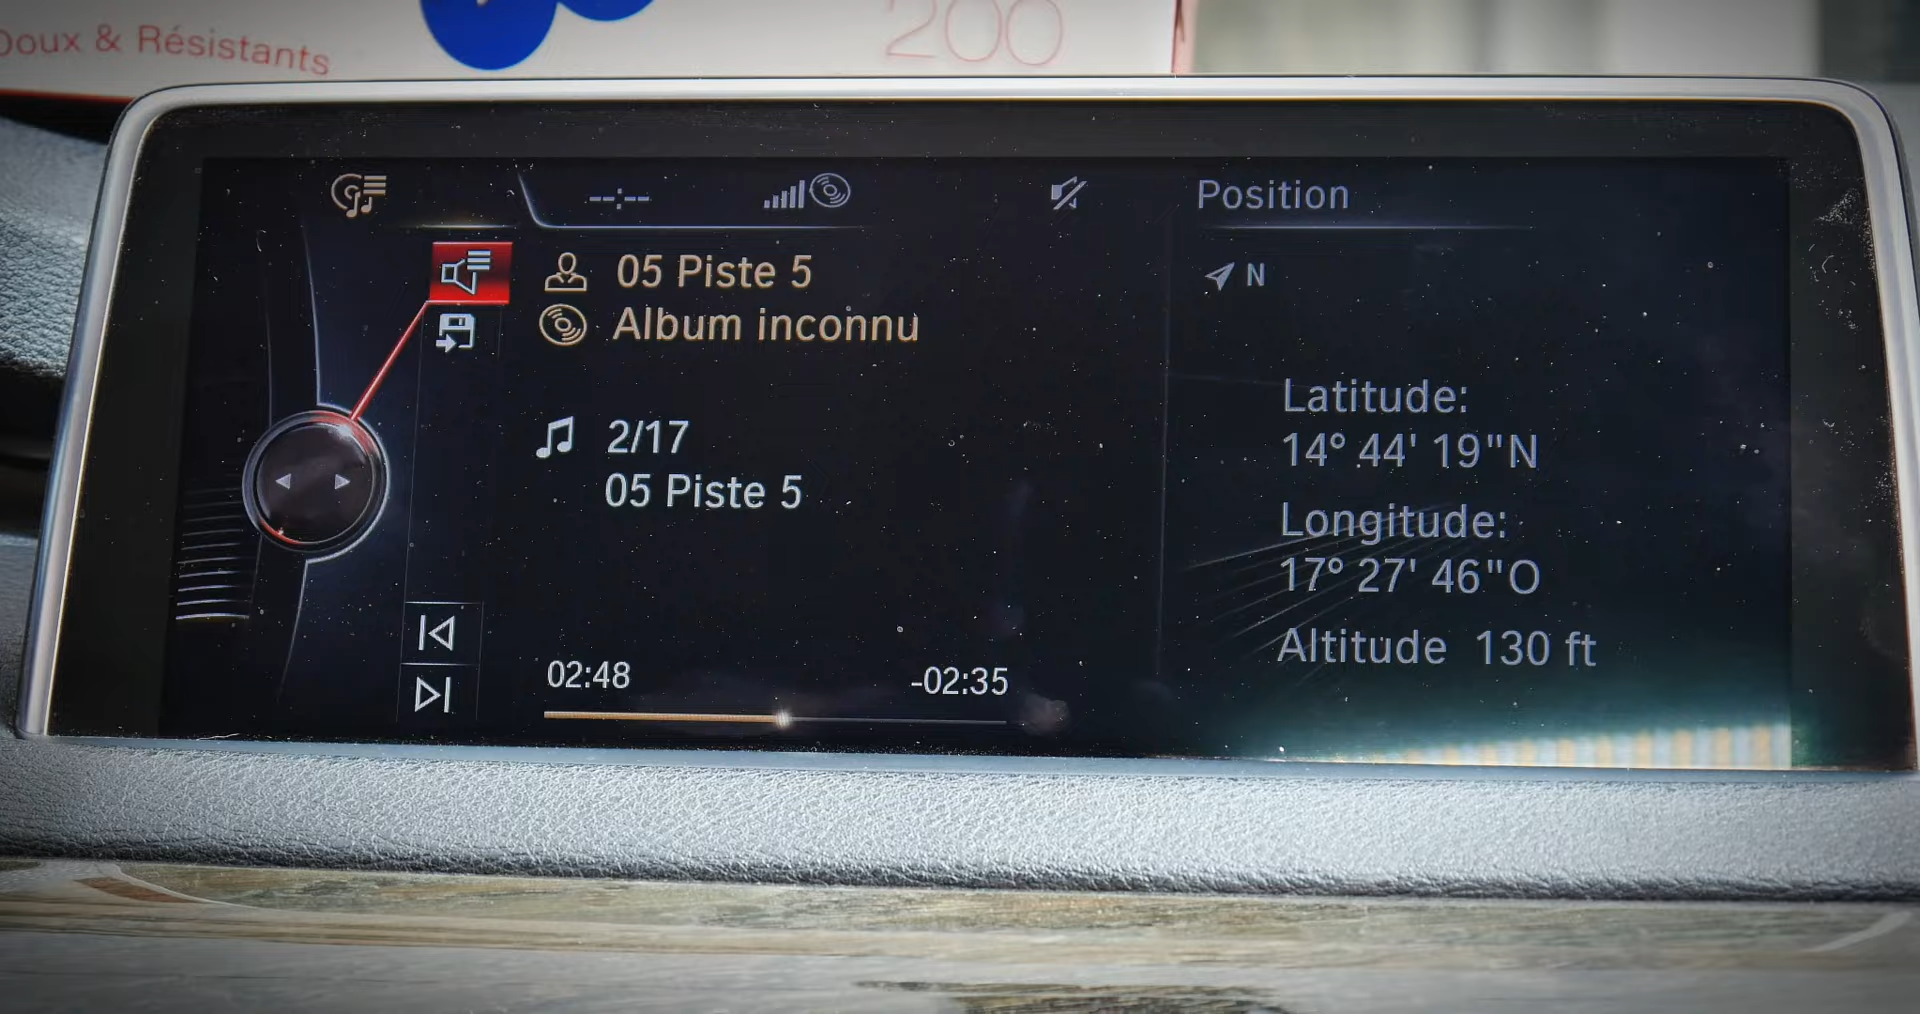 Doux & Résistants
200
--:--
Position
05 Piste 5
N
Album inconnu
2/17
05 Piste 5
Latitude:
14° 44' 19"N
Longitude:
17° 27' 46"O
Altitude 130 ft
02:48
-02:35